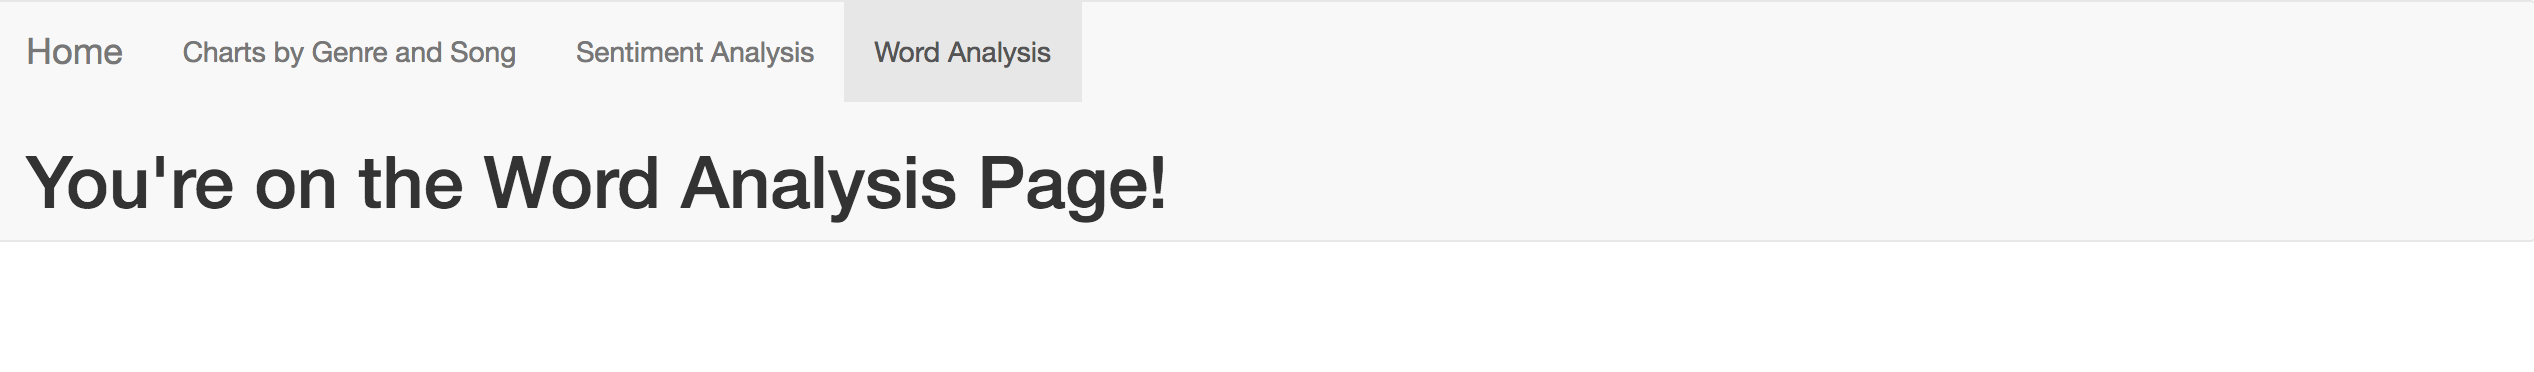 Home Charts by Genre and Song Sentiment Analysis Word Analysis
You're on the Word Analysis Page!